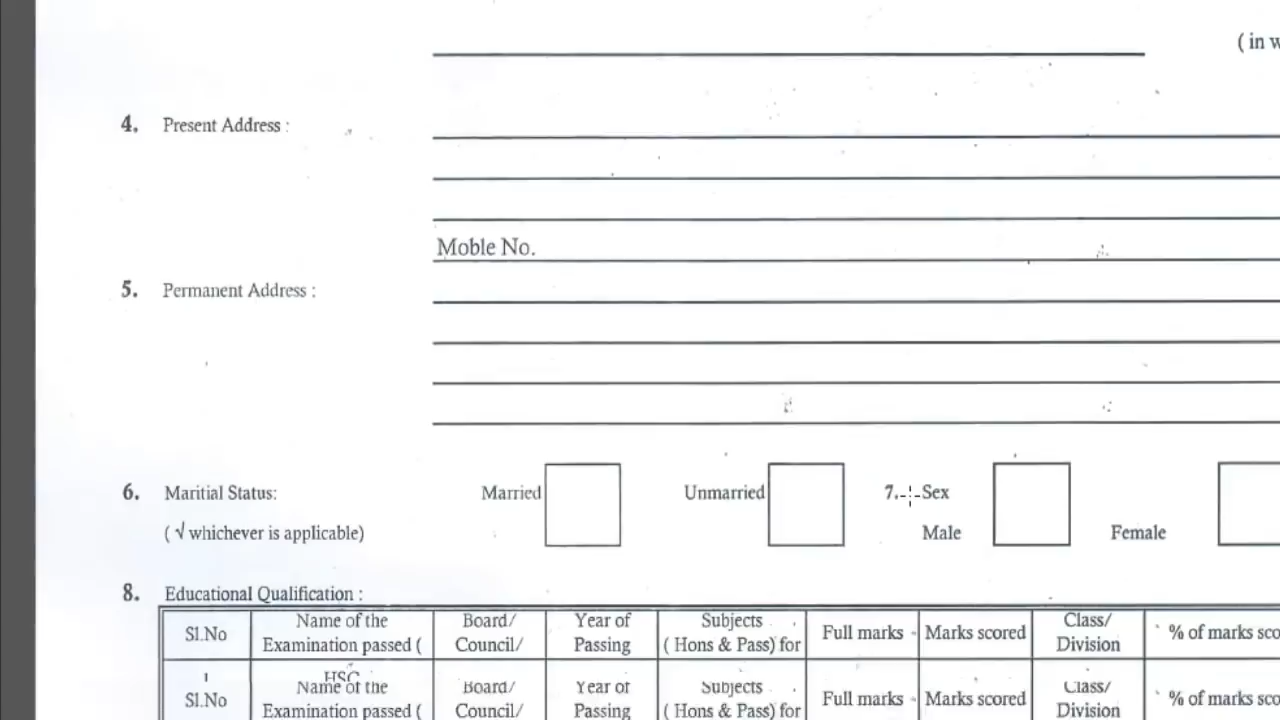 ( in w
4. Present Address :
Moble No.
5. Permanent Address :
6. Maritial Status: Married Unmarried 7. Sex
( √ whichever is applicable) Male Female
8. Educational Qualification :
Sl.No Name of the Examination passed ( Board/ Council/ Year of Passing Subjects ( Hons & Pass) for Full marks Marks scored Class/ Division % of marks sco
1 HSC
Sl.No Name of the Examination passed ( Board/ Council/ Year of Passing Subjects ( Hons & Pass) for Full marks Marks scored Class/ Division % of marks sco